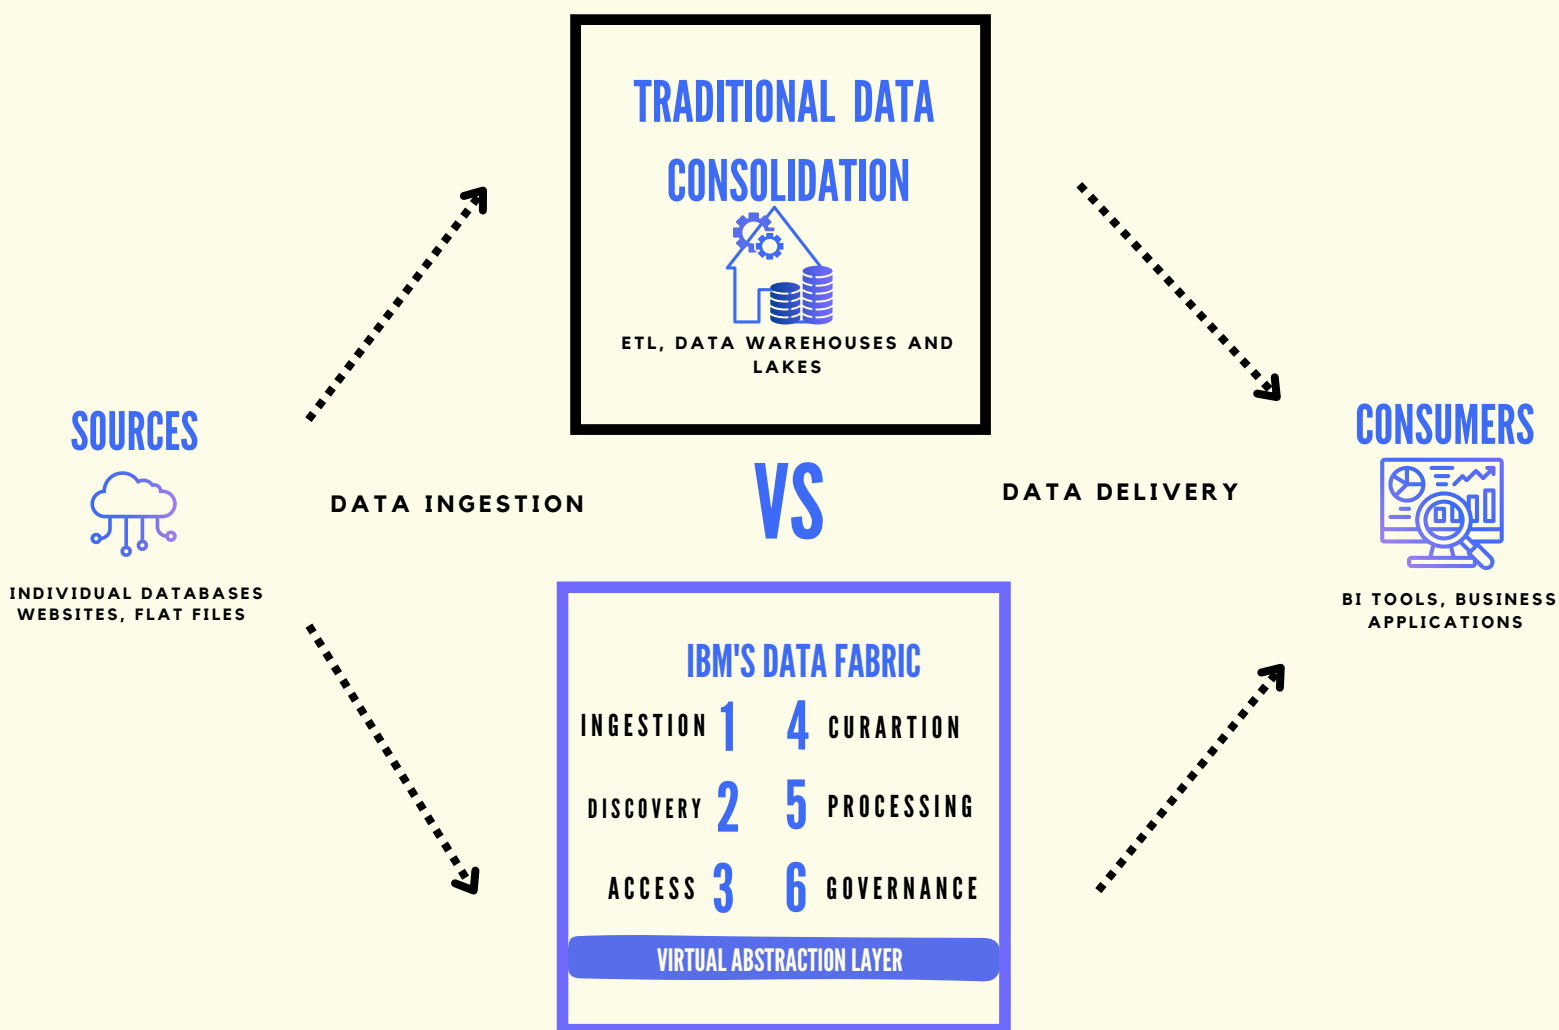 TRADITIONAL DATA
CONSOLIDATION
ETL, DATA WAREHOUSES AND
LAKES
SOURCES
INDIVIDUAL DATABASES
WEBSITES, FLAT FILES
DATA INGESTION
VS
DATA DELIVERY
CONSUMERS
BI TOOLS, BUSINESS
APPLICATIONS
IBM'S DATA FABRIC
INGESTION 1 4 CURARTION
DISCOVERY 2 5 PROCESSING
ACCESS 3 6 GOVERNANCE
VIRTUAL ABSTRACTION LAYER